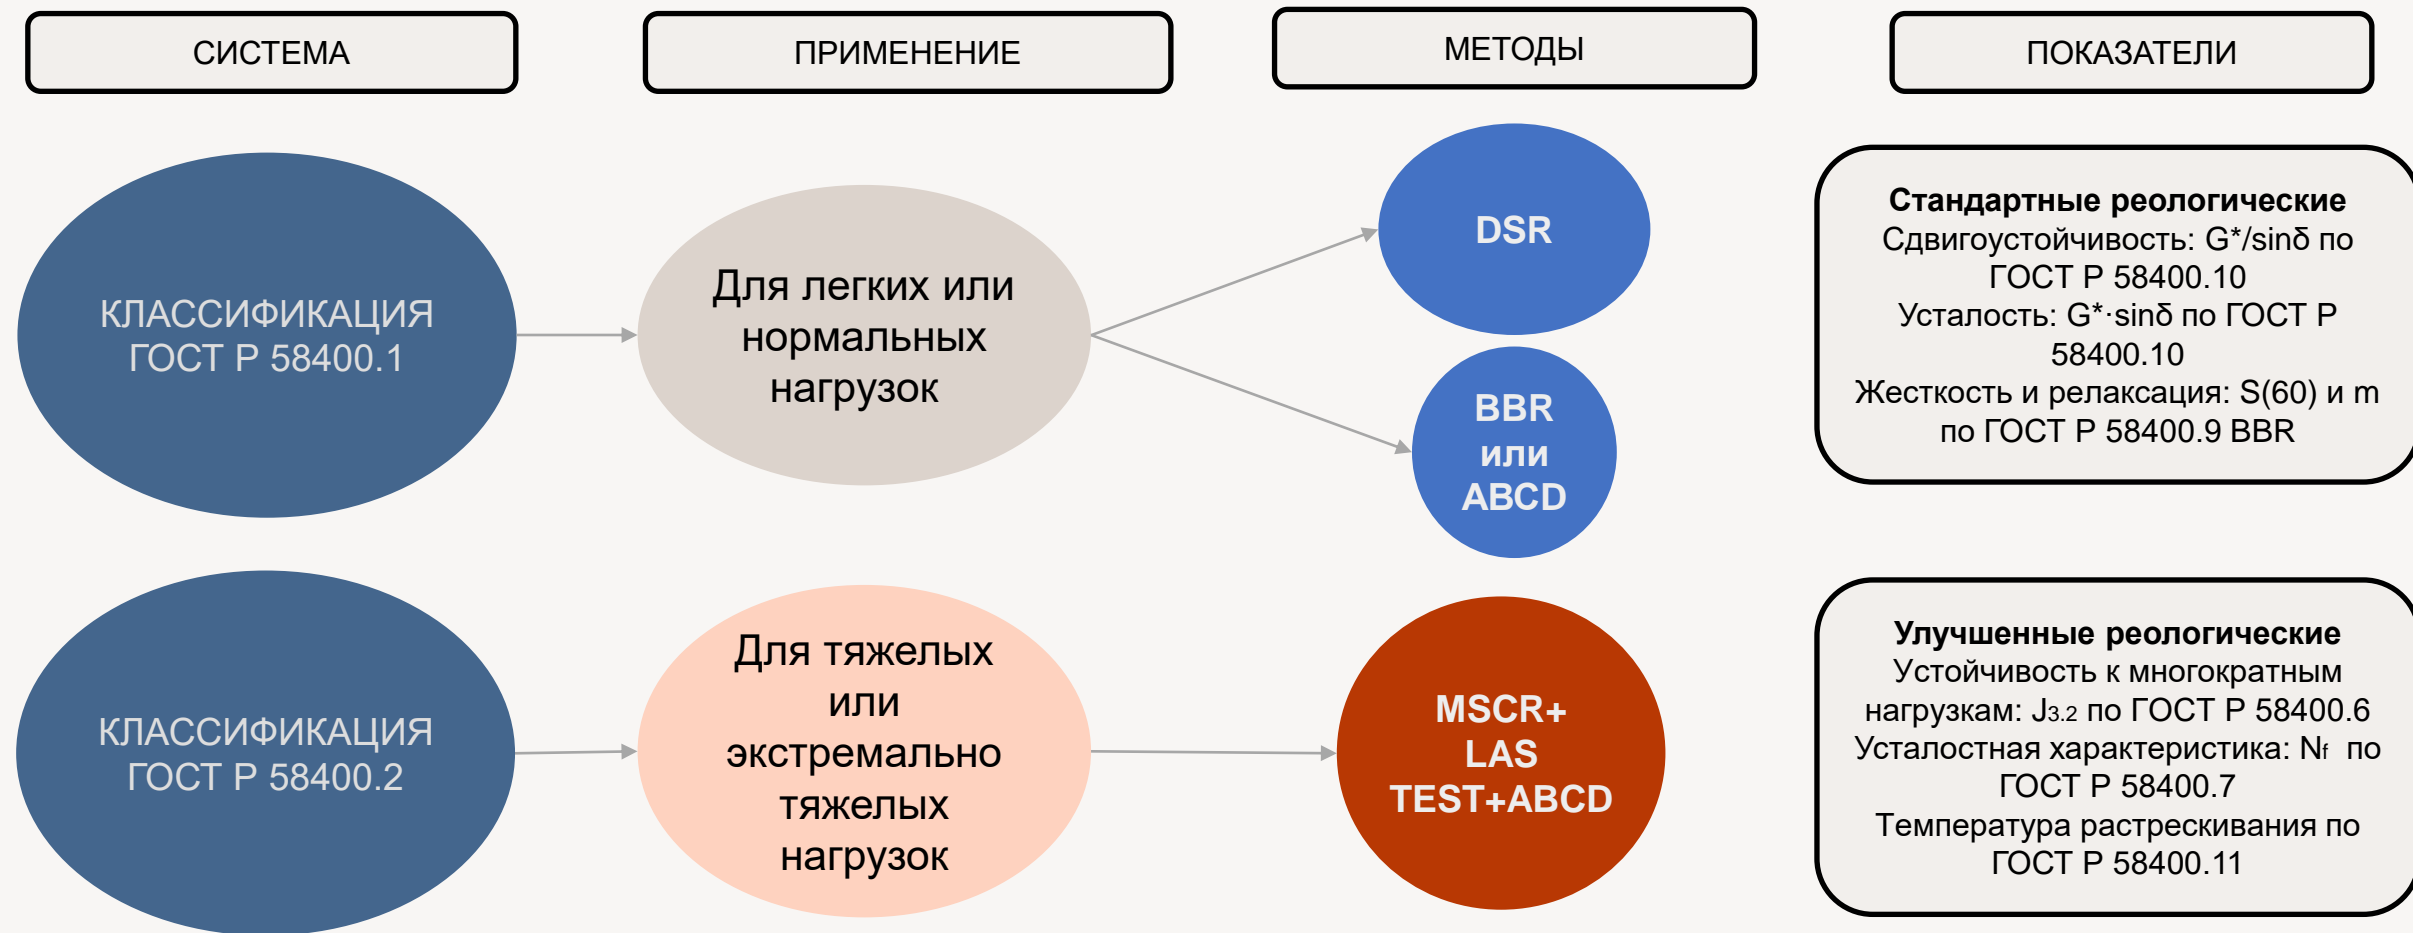 СИСТЕМА
ПРИМЕНЕНИЕ
МЕТОДЫ
ПОКАЗАТЕЛИ
КЛАССИФИКАЦИЯ
ГОСТ Р 58400.1
Для легких или
нормальных
нагрузок
DSR
BBR
или
ABCD
Стандартные реологические
Сдвигоустойчивость: G*/sinδ по
ГОСТ Р 58400.10
Усталость: G*·sinδ по ГОСТ Р
58400.10
Жесткость и релаксация: S(60) и m
по ГОСТ Р 58400.9 BBR
КЛАССИФИКАЦИЯ
ГОСТ Р 58400.2
Для тяжелых
или
экстремально
тяжелых
нагрузок
MSCR+
LAS
TEST+ABCD
Улучшенные реологические
Устойчивость к многократным
нагрузкам: J3.2 по ГОСТ Р 58400.6
Усталостная характеристика: Nf по
ГОСТ Р 58400.7
Температура растрескивания по
ГОСТ Р 58400.11